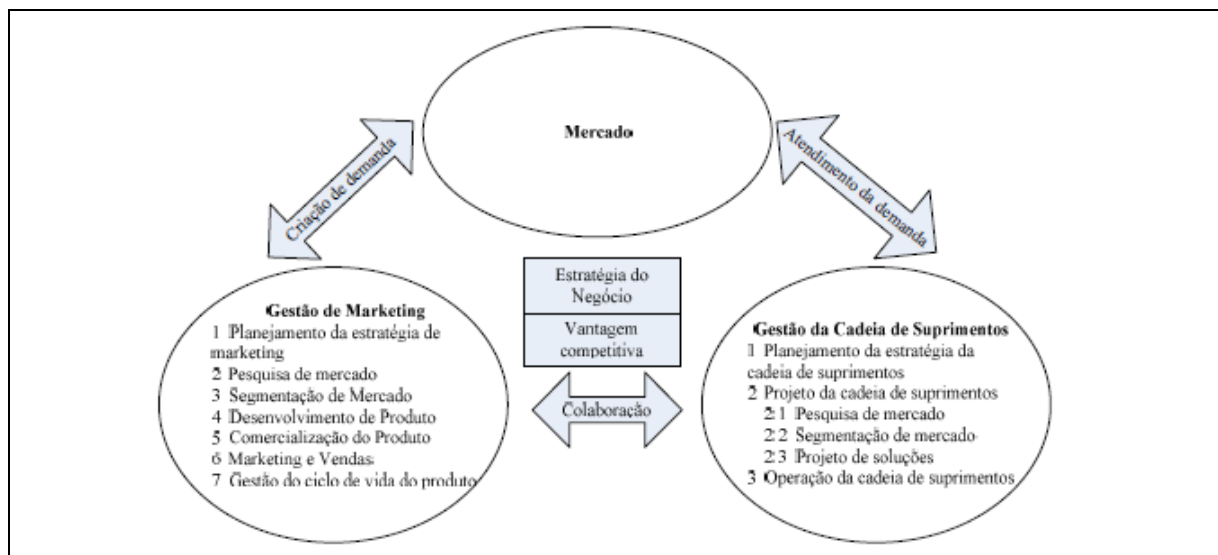 Mercado
Criação de demanda
Atendimento da demanda
Estratégia do
Negócio
Vantagem
competitiva
Colaboração
Gestão de Marketing
1 Planejamento da estratégia de
marketing
2 Pesquisa de mercado
3 Segmentação de Mercado
4 Desenvolvimento de Produto
5 Comercialização do Produto
6 Marketing e Vendas
7 Gestão do ciclo de vida do produto
Gestão da Cadeia de Suprimentos
1 Planejamento da estratégia da
cadeia de suprimentos
2 Projeto da cadeia de suprimentos
2.1 Pesquisa de mercado
2.2 Segmentação de mercado
2.3 Projeto de soluções
3 Operação da cadeia de suprimentos